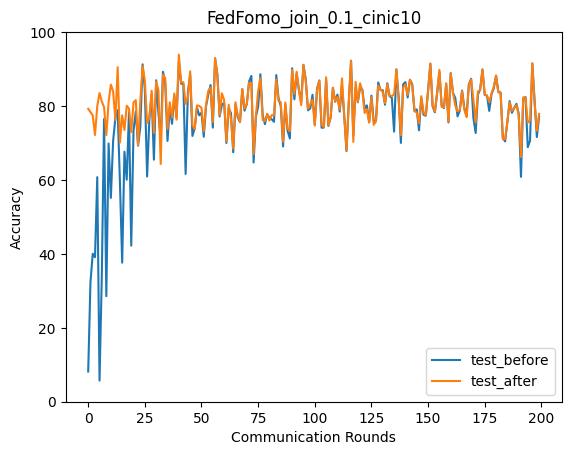 FedFomo_join_0.1_cinic10
100
80
60
40
20
0
Accuracy
0 25 50 75 100 125 150 175 200
Communication Rounds
test_before
test_after